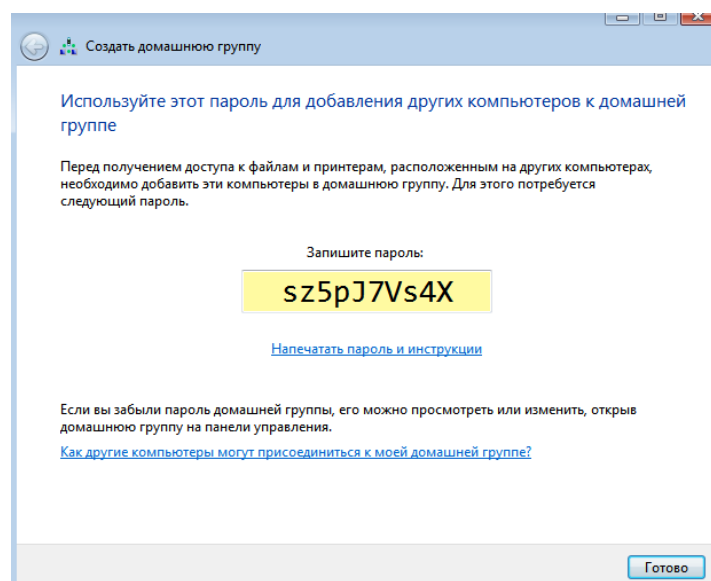 Создать домашнюю группу
Используйте этот пароль для добавления других компьютеров к домашней
группе
Перед получением доступа к файлам и принтерам, расположенным на других компьютерах,
необходимо добавить эти компьютеры в домашнюю группу. Для этого потребуется
следующий пароль.
Запишите пароль:
sz5pJ7Vs4X
Напечатать пароль и инструкции
Если вы забыли пароль домашней группы, его можно просмотреть или изменить, открыв
домашнюю группу на панели управления.
Как другие компьютеры могут присоединиться к моей домашней группе?
Готово